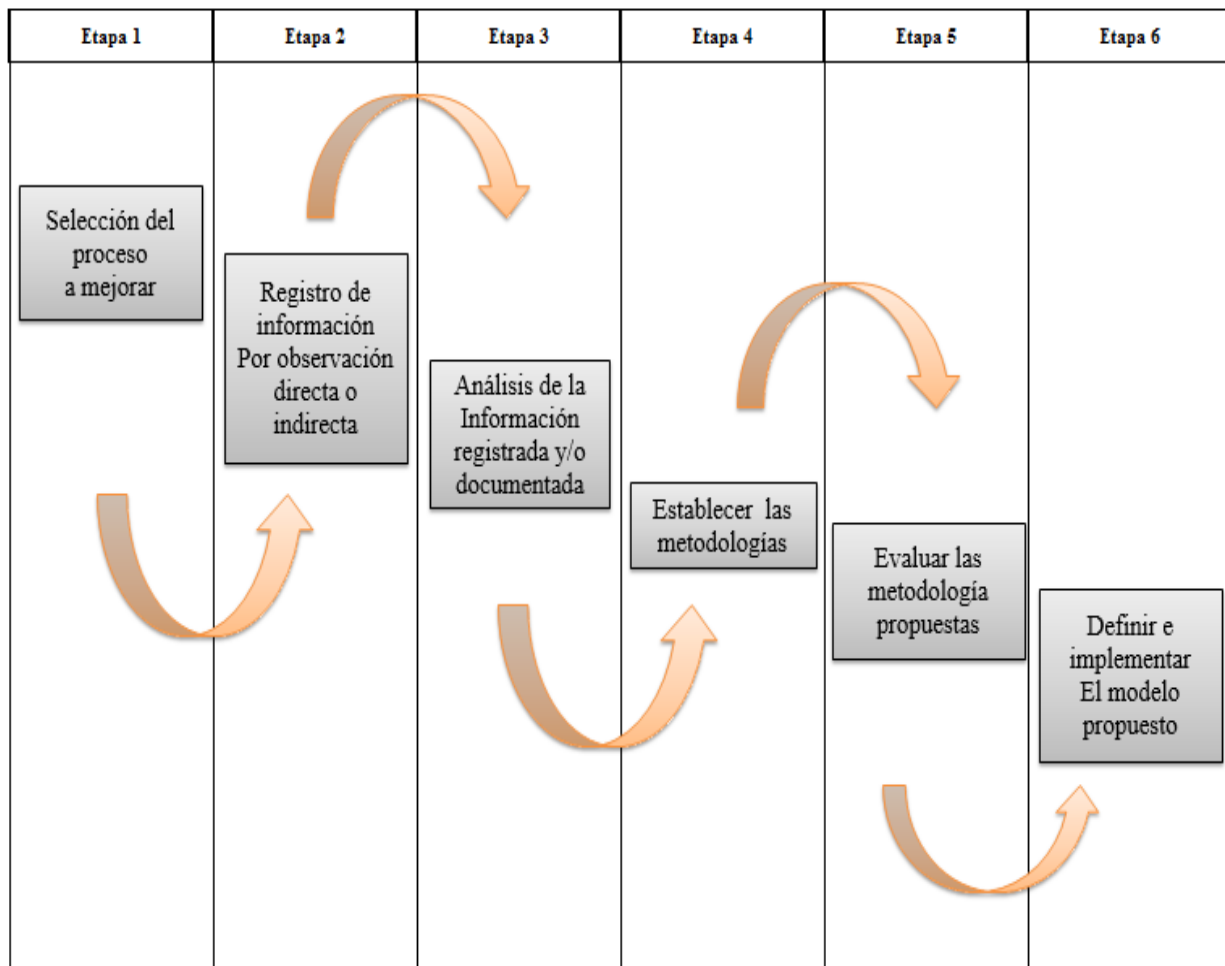 Etapa 1
Etapa 2
Etapa 3
Etapa 4
Etapa 5
Etapa 6
Selección del
proceso
a mejorar
Registro de
información
Por observación
directa o
indirecta
Análisis de la
Información
registrada y/o
documentada
Establecer las
metodologías
Evaluar las
metodología
propuestas
Definir e
implementar
El modelo
propuesto